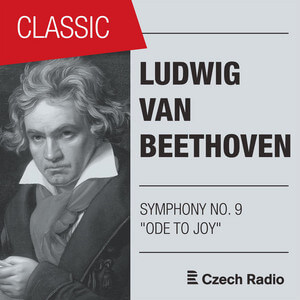 CLASSIC
LUDWIG
VAN
BEETHOVEN
SYMPHONY NO. 9
"ODE TO JOY"
Czech Radio